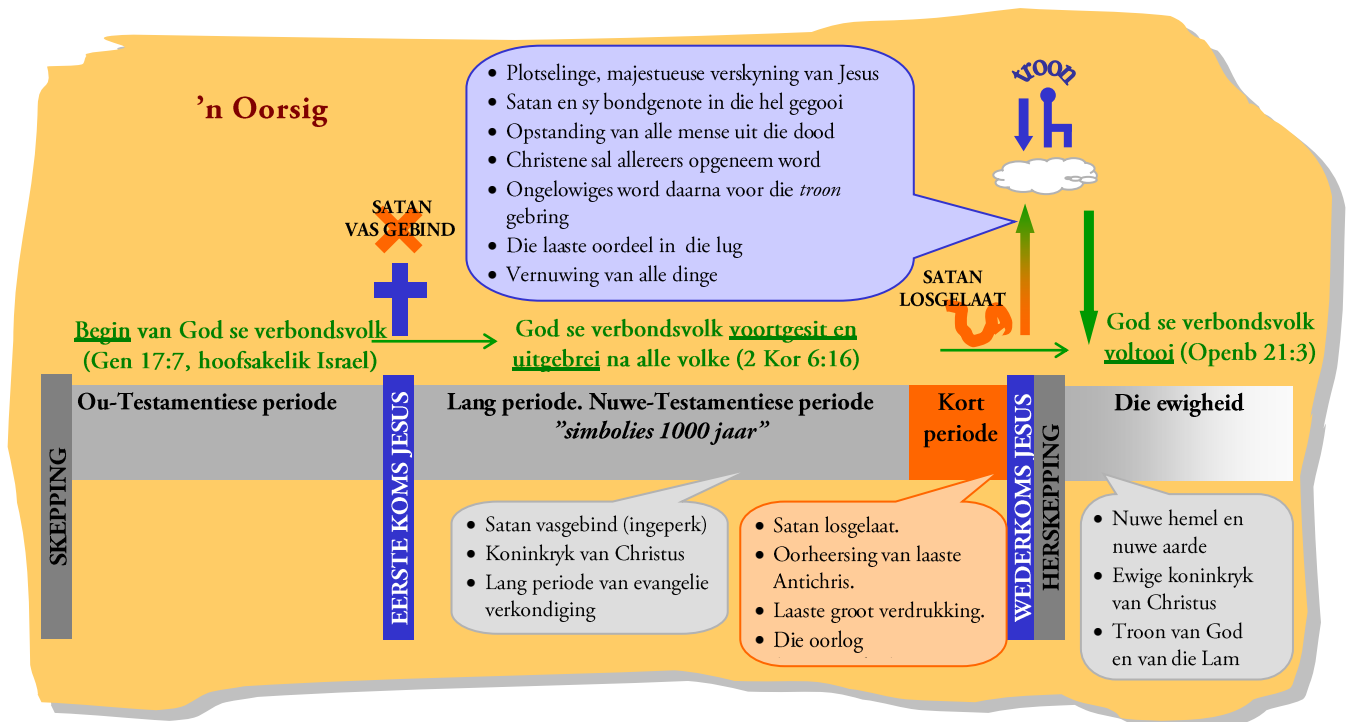 ’n Oorsig
• Plotselinge, majestueuse verskyning van Jesus
• Satan en sy bondgenote in die hel gegooi
• Opstanding van alle mense uit die dood
• Christene sal allereers opgeneem word
• Ongelowiges word daarna voor die troon
gebring
• Die laaste oordeel in die lug
• Vernuwing van alle dinge
troon
SATAN
VAS GEBIND
SATAN
LOSGELAAT
Begin van God se verbondsvolk
(Gen 17:7, hoofsakelik Israel)
God se verbondsvolk voortgesit en
uitgebrei na alle volke (2 Kor 6:16)
God se verbondsvolk
voltooi (Openb 21:3)
SKEPPING
Ou-Testamentiese periode
EERSTE KOMS JESUS
Lang periode. Nuwe-Testamentiese periode
”simbolies 1000 jaar”
Kort
periode
WEDERKOMS JESUS
HERSKEPPING
Die ewigheid
• Satan vasgebind (ingeperk)
• Koninkryk van Christus
• Lang periode van evangelie
verkondiging
• Satan losgelaat.
• Oorheersing van laaste
Antichris.
• Laaste groot verdrukking.
• Die oorlog
• Nuwe hemel en
nuwe aarde
• Ewige koninkryk
van Christus
• Troon van God
en van die Lam